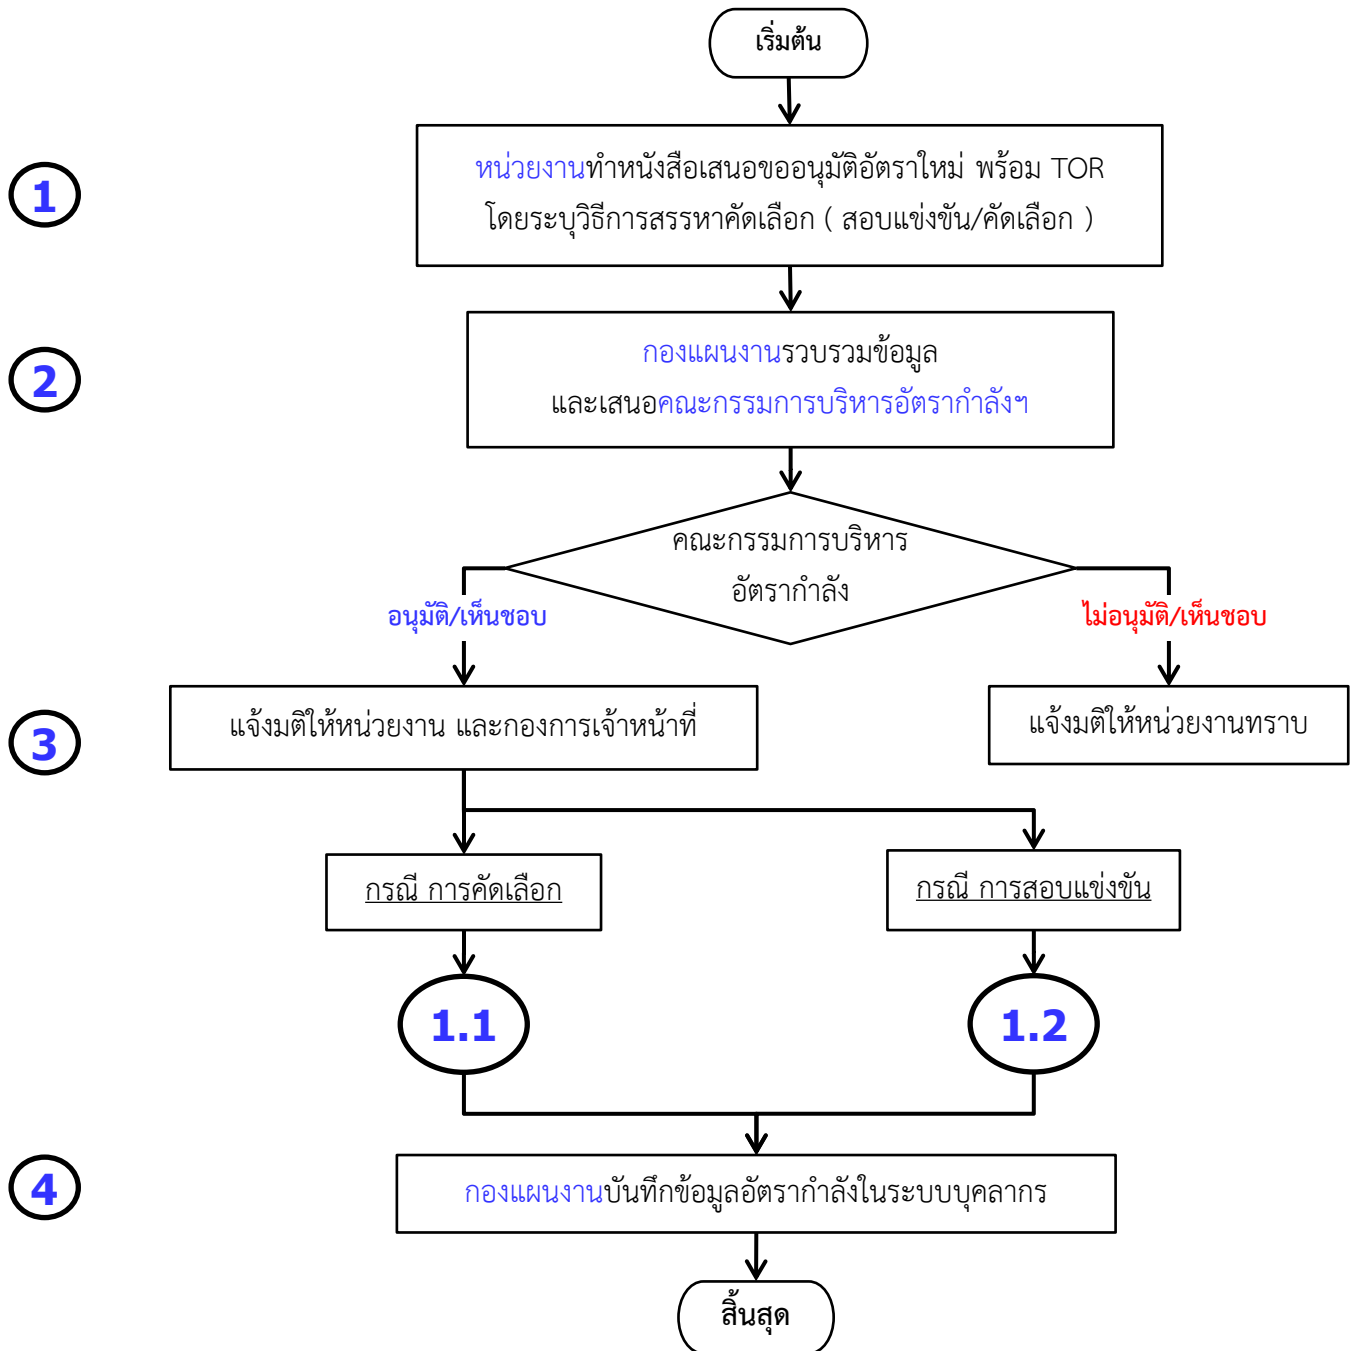 เริ่มต้น
1
หน่วยงานทำหนังสือเสนอขออนุมัติอัตราใหม่ พร้อม TOR
โดยระบุวิธีการสรรหาคัดเลือก ( สอบแข่งขัน/คัดเลือก )
2
กองแผนงานรวบรวมข้อมูล
และเสนอคณะกรรมการบริหารอัตรากำลังฯ
คณะกรรมการบริหาร
อัตรากำลัง
อนุมัติ/เห็นชอบ
ไม่อนุมัติ/เห็นชอบ
3
แจ้งมติให้หน่วยงาน และกองการเจ้าหน้าที่
แจ้งมติให้หน่วยงานทราบ
กรณี การคัดเลือก
กรณี การสอบแข่งขัน
1.1
1.2
4
กองแผนงานบันทึกข้อมูลอัตรากำลังในระบบบุคลากร
สิ้นสุด